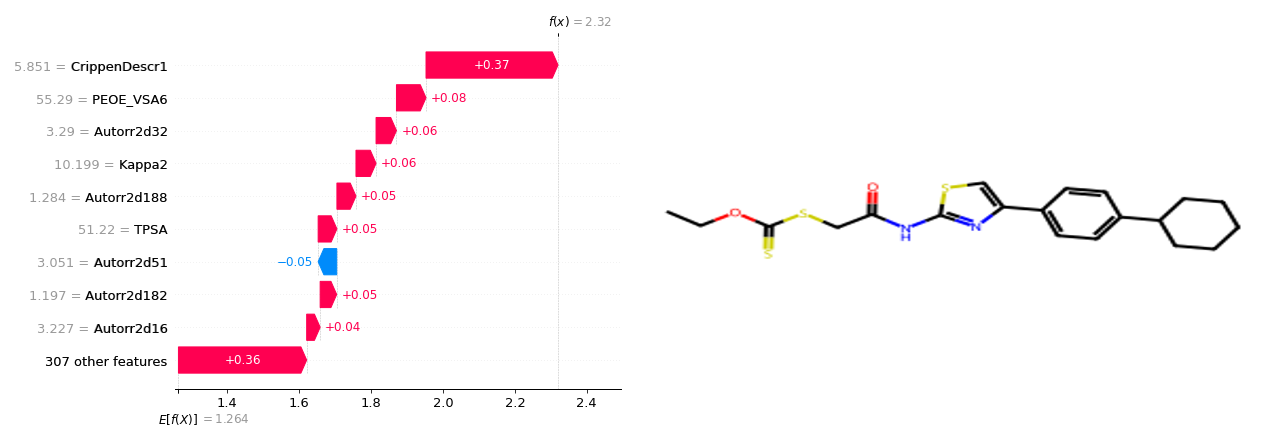 f(x) = 2.32
5.851 = CrippenDescr1 +0.37
55.29 = PEOE_VSA6 +0.08
3.29 = Autorr2d32 +0.06
10.199 = Kappa2 +0.06
1.284 = Autorr2d188 +0.05
51.22 = TPSA +0.05
3.051 = Autorr2d51 −0.05
1.197 = Autorr2d182 +0.05
3.227 = Autorr2d16 +0.04
307 other features +0.36
1.4 1.6 1.8 2.0 2.2 2.4
E[f(X)] = 1.264
O S O S
S N H N